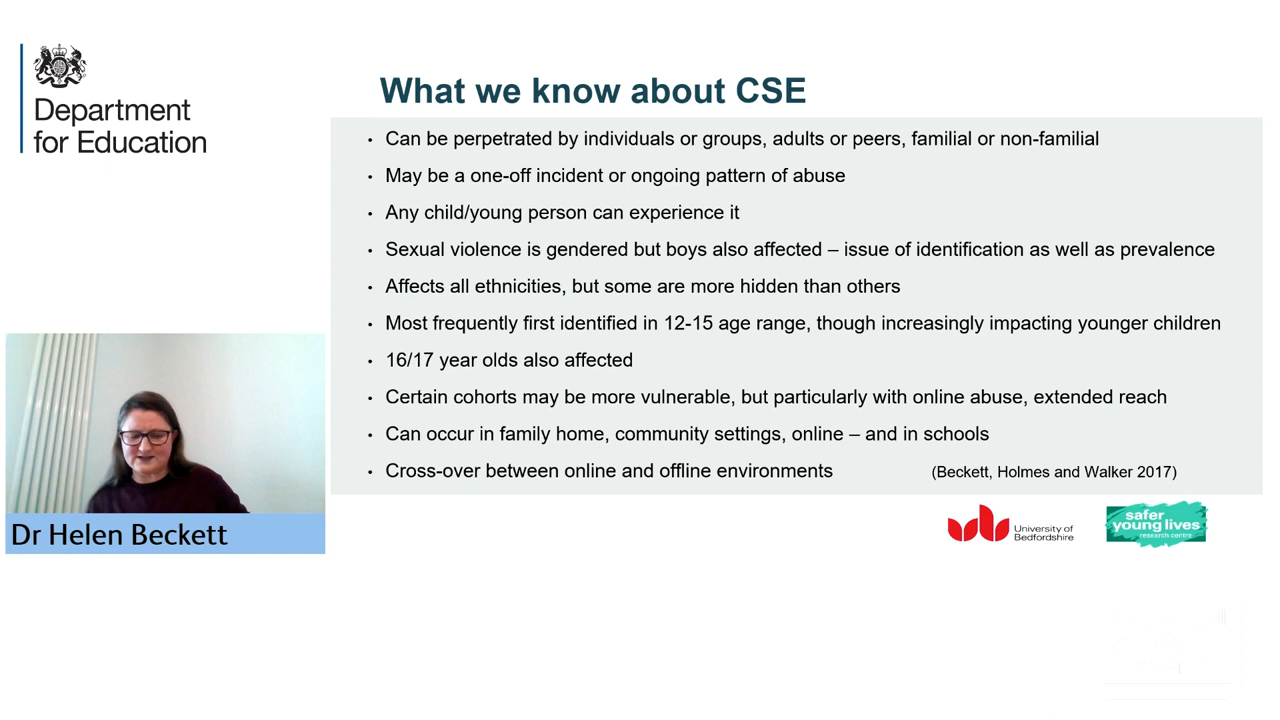 Department
for Education
What we know about CSE
• Can be perpetrated by individuals or groups, adults or peers, familial or non-familial
• May be a one-off incident or ongoing pattern of abuse
• Any child/young person can experience it
• Sexual violence is gendered but boys also affected – issue of identification as well as prevalence
• Affects all ethnicities, but some are more hidden than others
• Most frequently first identified in 12-15 age range, though increasingly impacting younger children
• 16/17 year olds also affected
• Certain cohorts may be more vulnerable, but particularly with online abuse, extended reach
• Can occur in family home, community settings, online – and in schools
• Cross-over between online and offline environments (Beckett, Holmes and Walker 2017)
Dr Helen Beckett
University of
Bedfordshire
safer
young lives
research centre